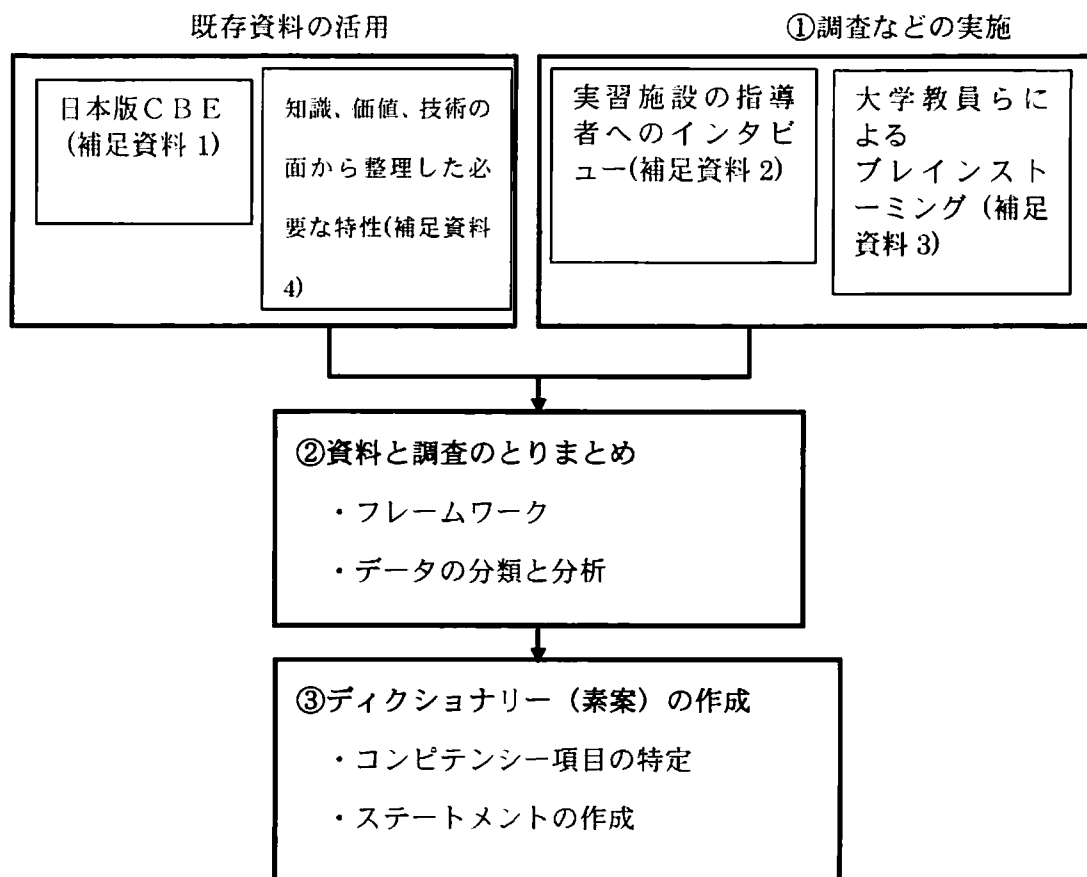 既存資料の活用
①調査などの実施
日本版ＣＢＥ
(補足資料 1)
知識、価値、技術の
面から整理した必
要な特性(補足資料
4)
実習施設の指導
者へのインタビ
ュー(補足資料 2)
大学教員らに
よる
ブレインスト
ーミング (補足
資料 3)
②資料と調査のとりまとめ
・フレームワーク
・データの分類と分析
③ディクショナリー（素案）の作成
・コンピテンシー項目の特定
・ステートメントの作成